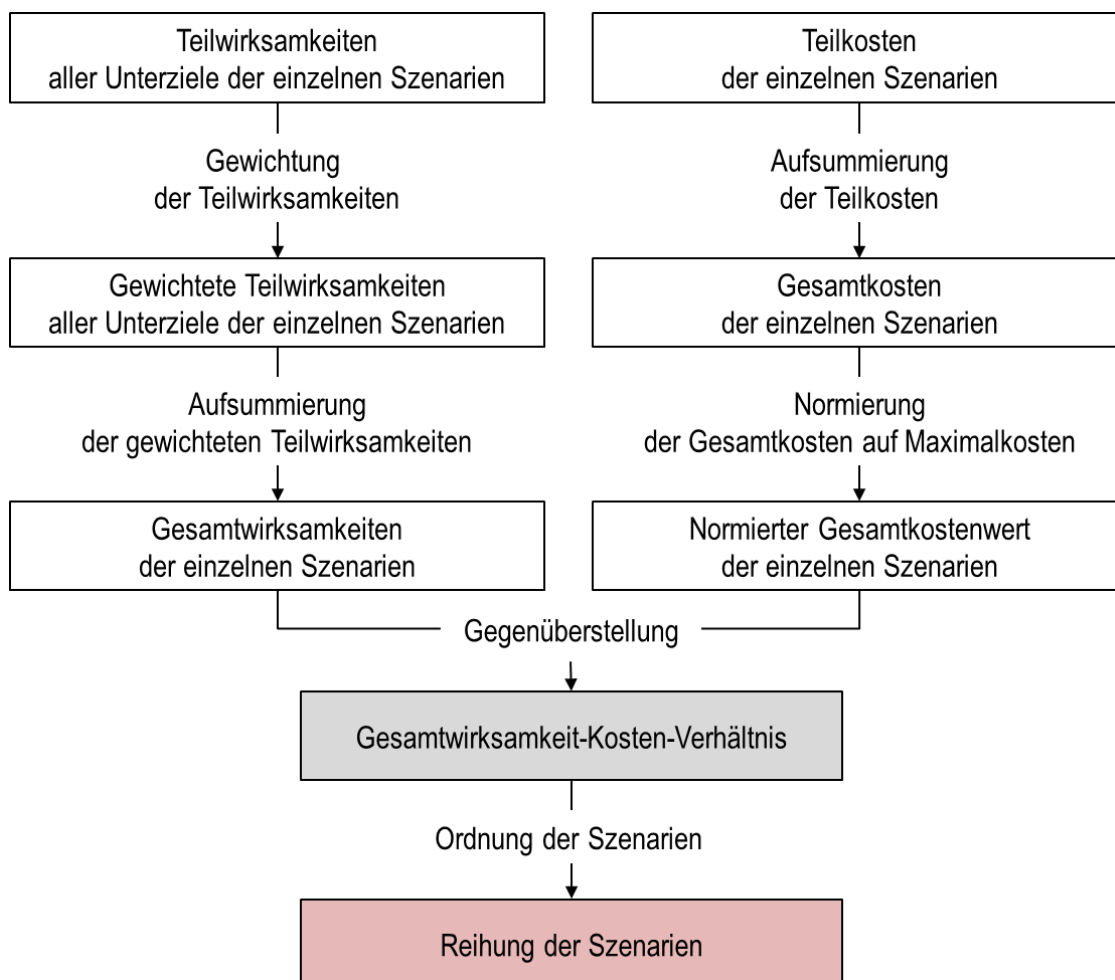 Teilwirksamkeiten
aller Unterziele der einzelnen Szenarien
Gewichtung
der Teilwirksamkeiten
Gewichtete Teilwirksamkeiten
aller Unterziele der einzelnen Szenarien
Aufsummierung
der gewichteten Teilwirksamkeiten
Gesamtwirksamkeiten
der einzelnen Szenarien
Teilkosten
der einzelnen Szenarien
Aufsummierung
der Teilkosten
Gesamtkosten
der einzelnen Szenarien
Normierung
der Gesamtkosten auf Maximalkosten
Normierter Gesamtkostenwert
der einzelnen Szenarien
Gegenüberstellung
Gesamtwirksamkeit-Kosten-Verhältnis
Ordnung der Szenarien
Reihung der Szenarien